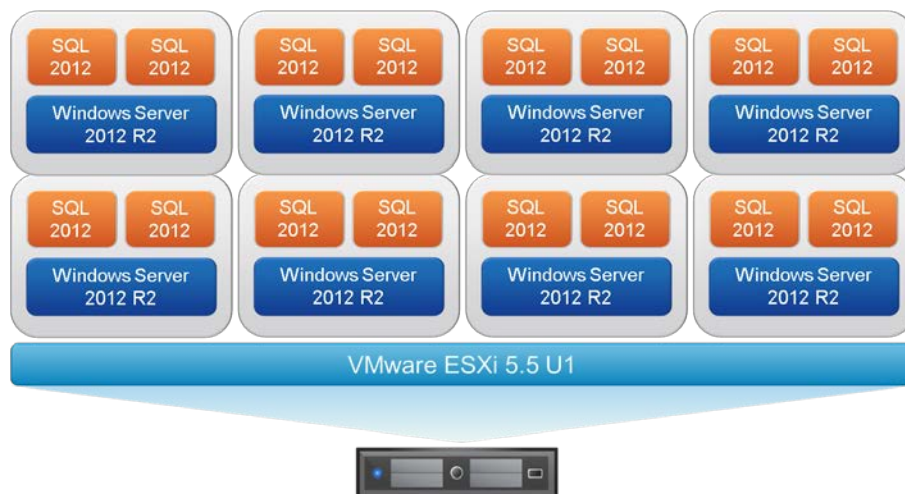 SQL 2012 SQL 2012 SQL 2012 SQL 2012 SQL 2012 SQL 2012 SQL 2012 SQL 2012
Windows Server 2012 R2 Windows Server 2012 R2 Windows Server 2012 R2 Windows Server 2012 R2
SQL 2012 SQL 2012 SQL 2012 SQL 2012 SQL 2012 SQL 2012 SQL 2012 SQL 2012
Windows Server 2012 R2 Windows Server 2012 R2 Windows Server 2012 R2 Windows Server 2012 R2
VMware ESXi 5.5 U1